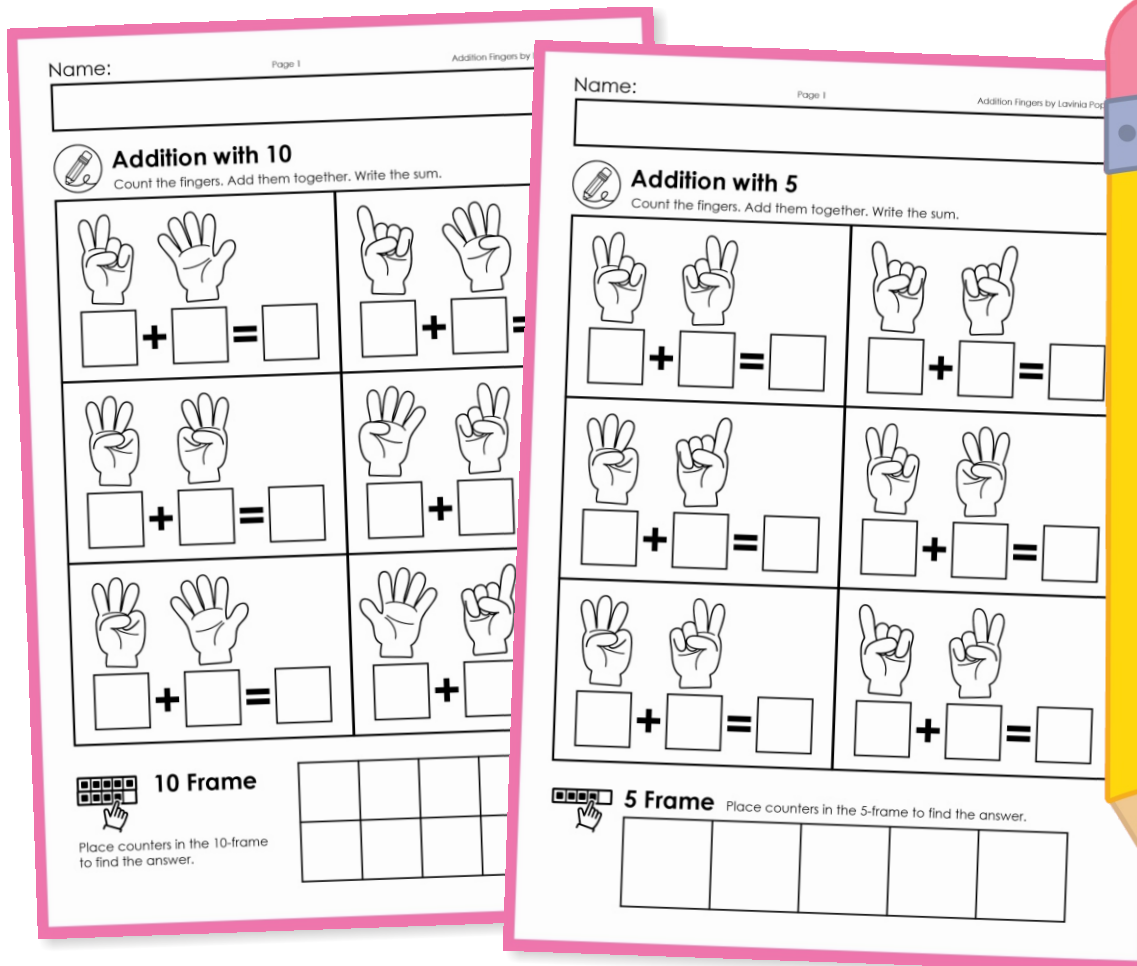 Name:
Page 1
Addition Fingers by
Addition with 10
Count the fingers. Add them together. Write the sum.
+ =
+ =
+ =
+
+ =
+
10 Frame
Place counters in the 10-frame
to find the answer.
Name:
Page 1
Addition Fingers by Lavinia Pop
Addition with 5
Count the fingers. Add them together. Write the sum.
+ =
+ =
+ =
+ =
+ =
+ =
5 Frame Place counters in the 5-frame to find the answer.